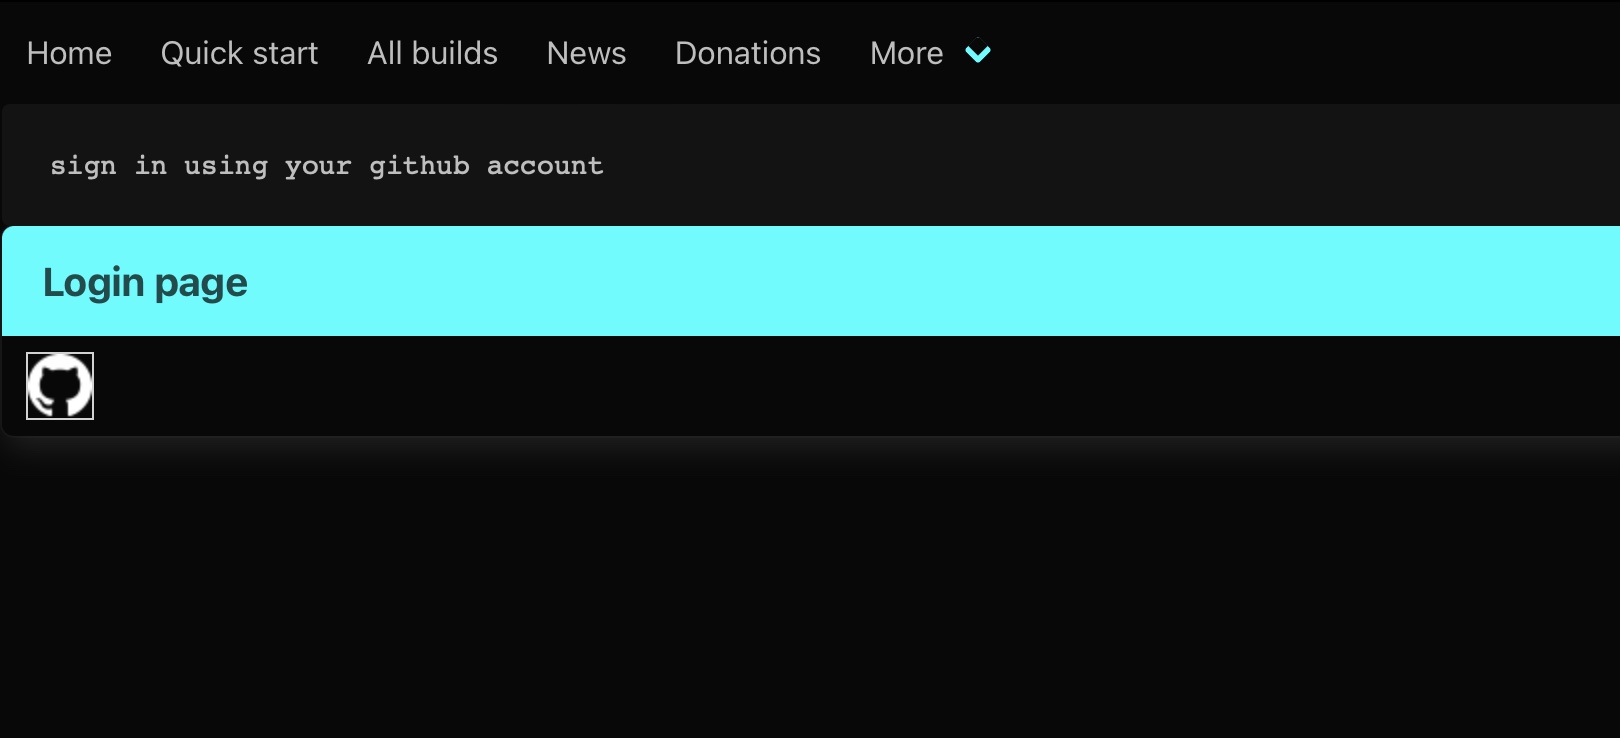 Home Quick start All builds News Donations More
sign in using your github account
Login page